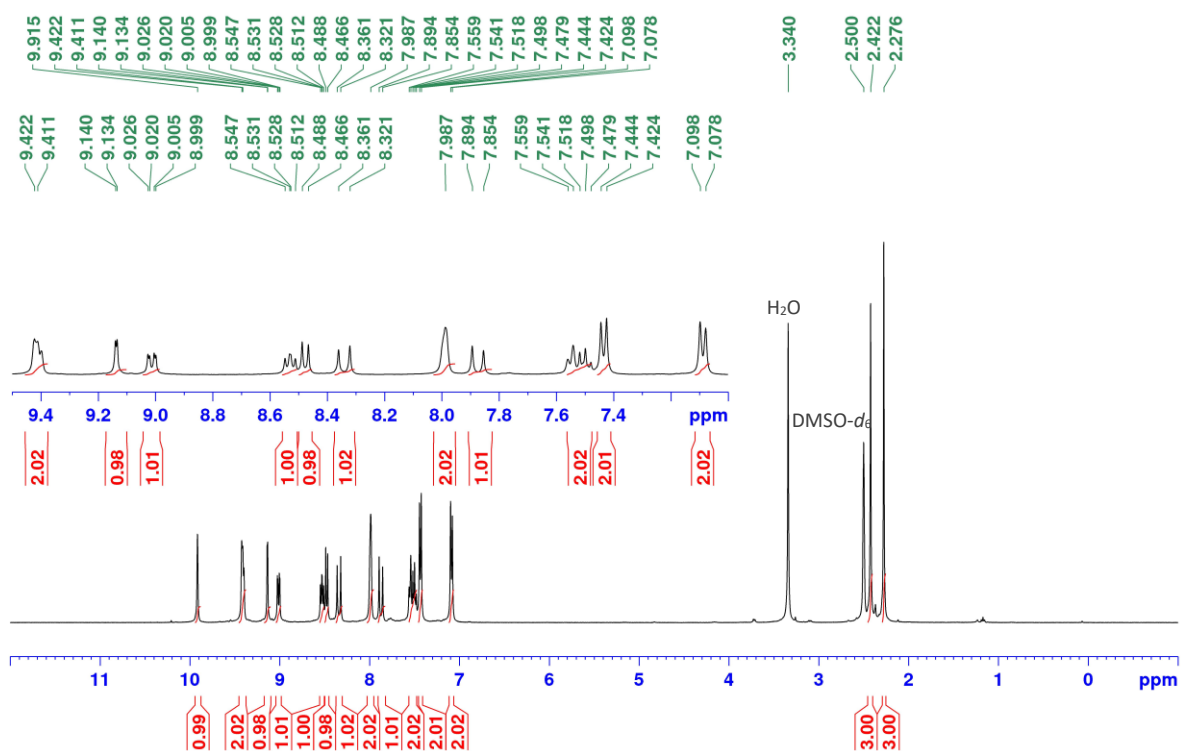 9.915 9.422 9.411 9.140 9.134 9.026 9.020 9.005 8.999 8.547 8.531 8.528 8.512 8.488 8.466 8.361 8.321 7.987 7.894 7.854 7.559 7.541 7.518 7.498 7.479 7.444 7.424 7.098 7.078 3.340 2.500 2.422 2.276
9.422 9.411 9.140 9.134 9.026 9.020 9.005 8.999 8.547 8.531 8.528 8.512 8.488 8.466 8.361 8.321 7.987 7.894 7.854 7.559 7.541 7.518 7.498 7.479 7.444 7.424 7.098 7.078
H₂O
9.4 9.2 9.0 8.8 8.6 8.4 8.2 8.0 7.8 7.6 7.4 ppm
DMSO-d₆
2.02 0.98 1.01 1.00 0.98 1.02 2.02 1.01 2.02 2.01 2.02
11 10 9 8 7 6 5 4 3 2 1 0 ppm
0.99 2.02 0.98 1.01 1.00 0.98 1.02 2.02 1.01 2.02 2.01 2.02 3.00 3.00